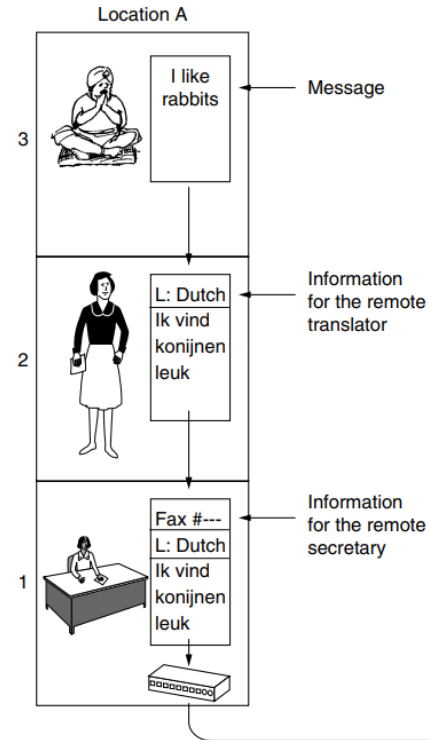 Location A
3
I like
rabbits
Message
2
L: Dutch
Ik vind
konijnen
leuk
Information
for the remote
translator
1
Fax #---
L: Dutch
Ik vind
konijnen
leuk
Information
for the remote
secretary